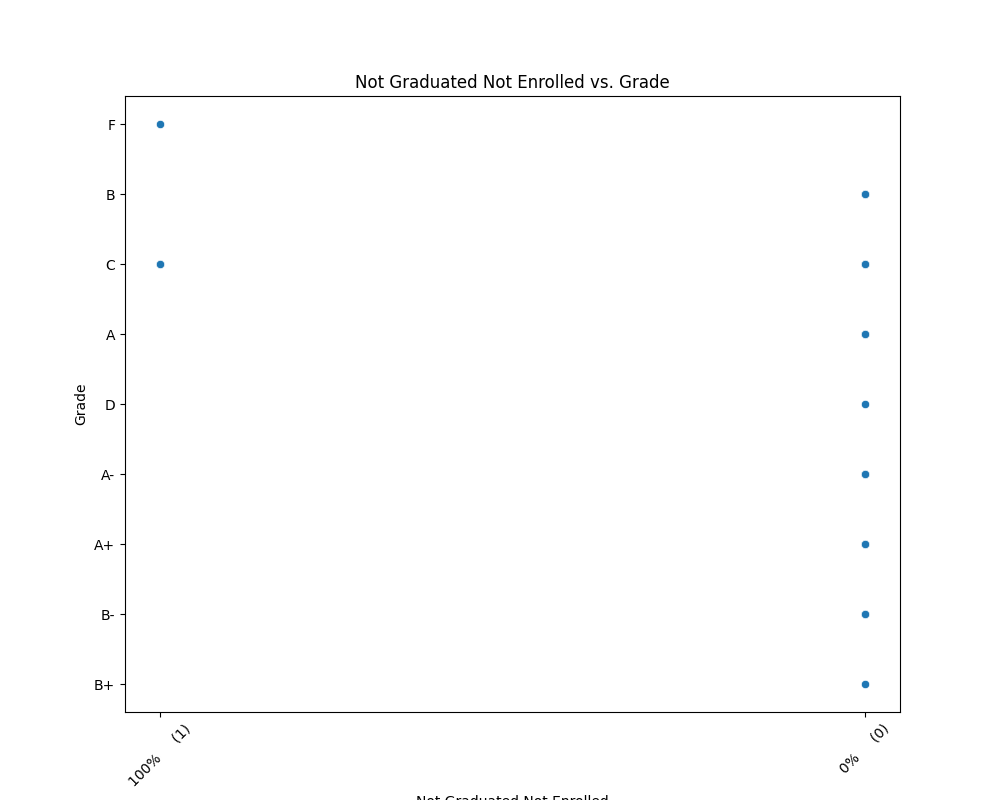 Not Graduated Not Enrolled vs. Grade
F
B
C
A
D
A-
A+
B-
B+
Grade
100% (1)
0% (0)
Not Graduated Not Enrolled